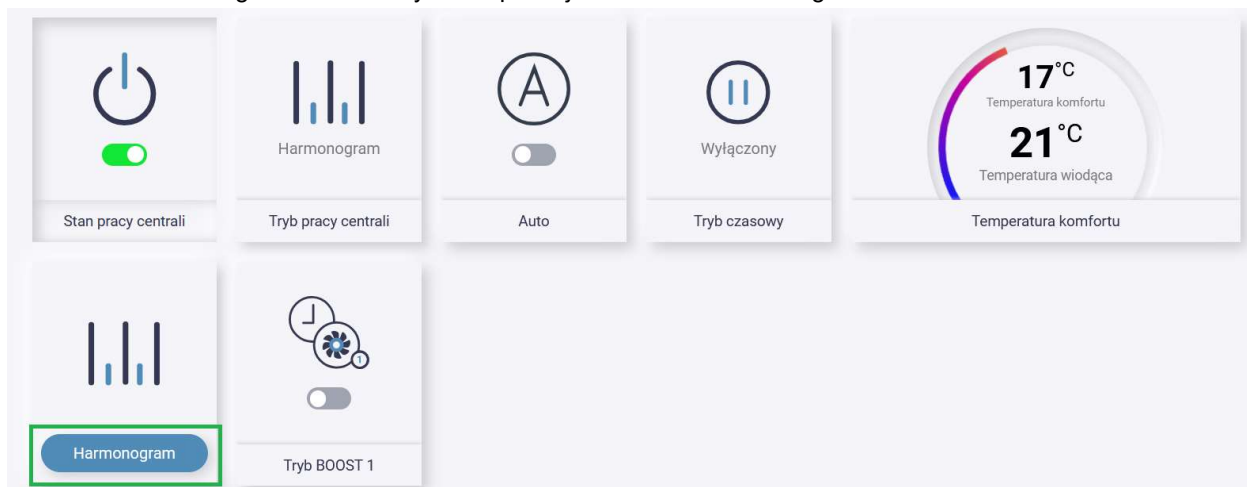 17°C
Temperatura komfortu
21°C
Temperatura wiodąca
Harmonogram
A
Wyłączony
Stan pracy centrali
Tryb pracy centrali
Auto
Tryb czasowy
Temperatura komfortu
1
Harmonogram
Tryb BOOST 1